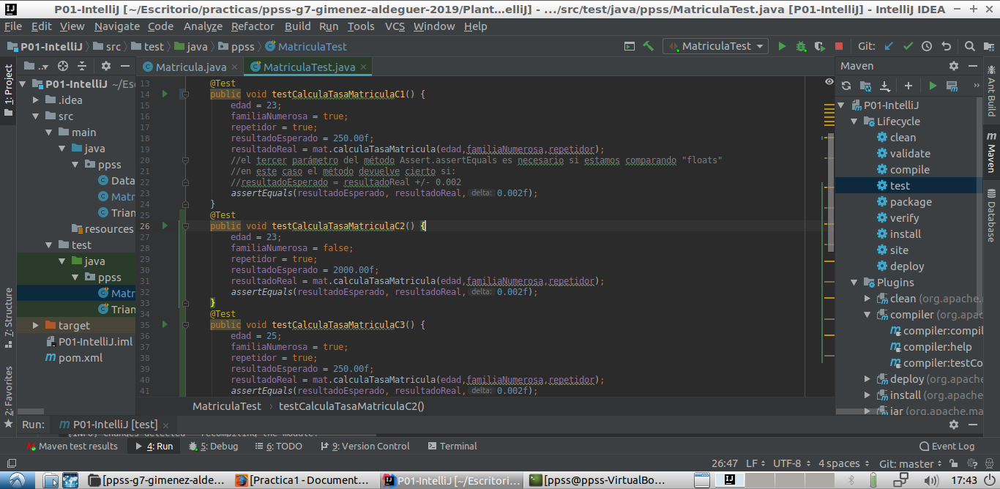 P01-IntelliJ [~/Escritorio/practicas/ppss-g7-gimenez-aldeguer-2019/Plant…elliJ] - .../src/test/java/ppss/MatriculaTest.java [P01-IntelliJ] - IntelliJ IDEA
File Edit View Navigate Code Analyze Refactor Build Run Tools VCS Window Help
P01-IntelliJ src test java ppss MatriculaTest
MatriculaTest
Git:
1: Project
7: Structure
2: Favorites
P01-IntelliJ ~/Es
.idea
src
main
java
ppss
Data
Matr
Trian
resources
test
java
ppss
Matr
Trian
target
P01-IntelliJ.iml
pom.xml
Matricula.java
MatriculaTest.java
13 @Test
14 public void testCalculaTasaMatriculaC1() {
15 edad = 23;
16 familiaNumerosa = true;
17 repetidor = true;
18 resultadoEsperado = 250.00f;
19 resultadoReal = mat.calculaTasaMatricula(edad,familiaNumerosa,repetidor);
20 //el tercer parámetro del método Assert.assertEquals es necesario si estamos comparando "floats"
21 //en este caso el método devuelve cierto si:
22 //resultadoEsperado = resultadoReal +/- 0.002
23 assertEquals(resultadoEsperado, resultadoReal, delta: 0.002f);
24 }
25 @Test
26 public void testCalculaTasaMatriculaC2() {
27 edad = 23;
28 familiaNumerosa = false;
29 repetidor = true;
30 resultadoEsperado = 2000.00f;
31 resultadoReal = mat.calculaTasaMatricula(edad,familiaNumerosa,repetidor);
32 assertEquals(resultadoEsperado, resultadoReal, delta: 0.002f);
33 }
34 @Test
35 public void testCalculaTasaMatriculaC3() {
36 edad = 25;
37 familiaNumerosa = true;
38 repetidor = true;
39 resultadoEsperado = 250.00f;
40 resultadoReal = mat.calculaTasaMatricula(edad,familiaNumerosa,repetidor);
41 assertEquals(resultadoEsperado, resultadoReal, delta: 0.002f);
MatriculaTest › testCalculaTasaMatriculaC2()
Maven
P01-IntelliJ
Lifecycle
clean
validate
compile
test
package
verify
install
site
deploy
Plugins
clean (org.apache.
compiler (org.apac
compiler:compil
compiler:help
compiler:testCo
deploy (org.apache
install (org.apache
jar (org.apache.ma
Ant Build
Maven
Database
Run: P01-IntelliJ [test]
[INFO] Changes detected - recompiling the module!
Maven test results 4: Run 5: Debug 6: TODO 9: Version Control Terminal Event Log
26:47 LF UTF-8 4 spaces Git: master
[ppss-g7-gimenez-alde... [Practica1 - Document... P01-IntelliJ [~/Escritorio... [ppss@ppss-VirtualBo... 17:43